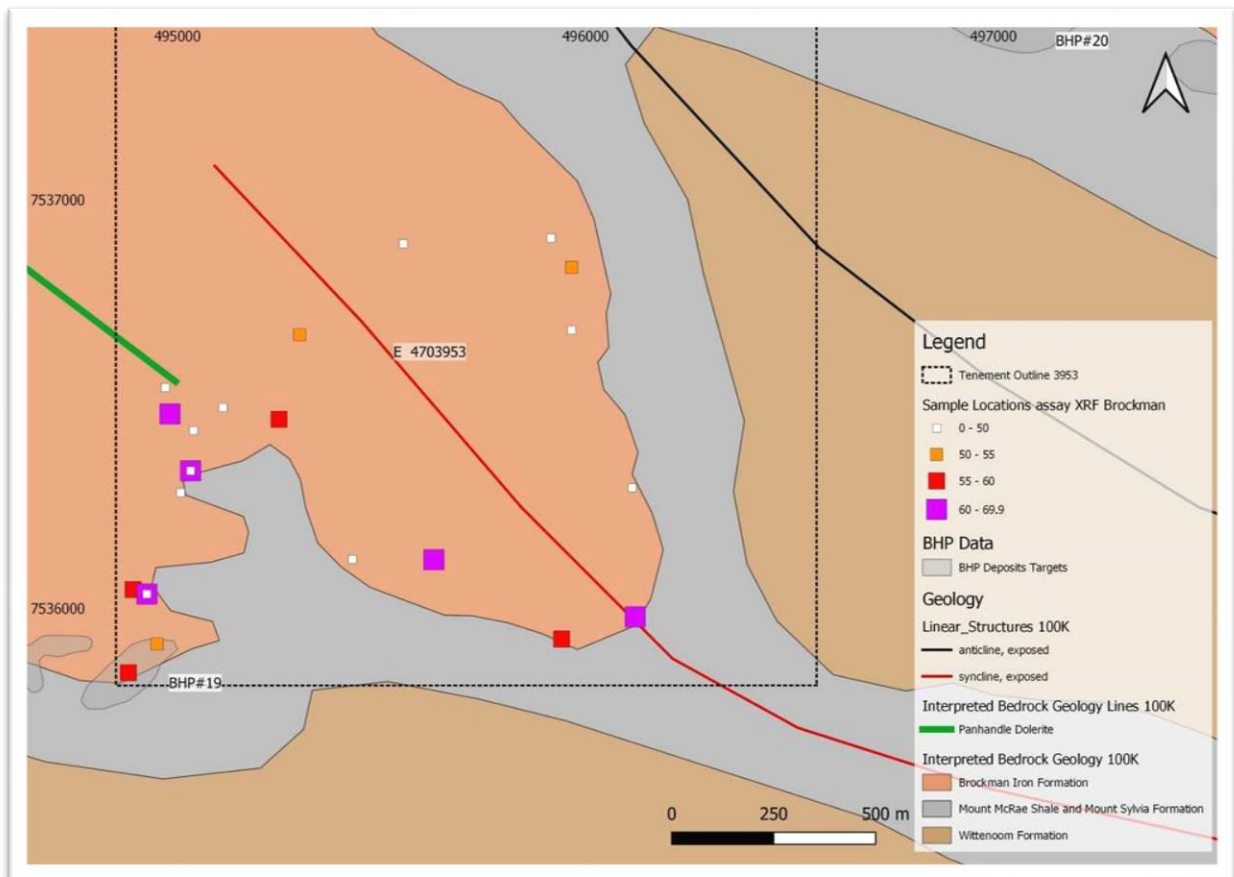 495000
496000
497000
BHP#20
7537000
E 4703953
7536000
BHP#19
0 250 500 m
Legend
Tenement Outline 3953
Sample Locations assay XRF Brockman
0 - 50
50 - 55
55 - 60
60 - 69.9
BHP Data
BHP Deposits Targets
Geology
Linear_Structures 100K
anticline, exposed
syncline, exposed
Interpreted Bedrock Geology Lines 100K
Panhandle Dolerite
Interpreted Bedrock Geology 100K
Brockman Iron Formation
Mount McRae Shale and Mount Sylvia Formation
Wittenoom Formation